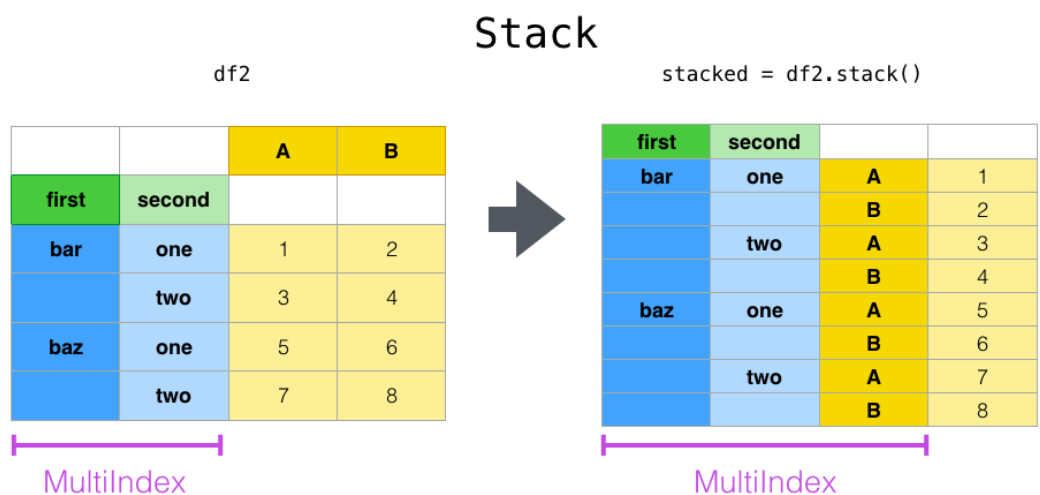 Stack
df2
A B
first second
bar one 1 2
two 3 4
baz one 5 6
two 7 8
MultiIndex
stacked = df2.stack()
first second
bar one A 1
B 2
two A 3
B 4
baz one A 5
B 6
two A 7
B 8
MultiIndex